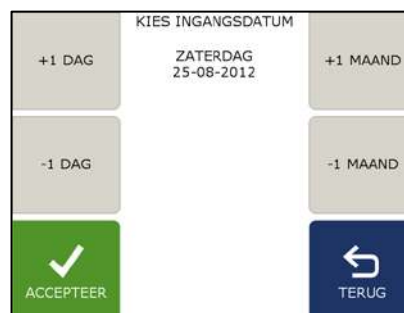 KIES INGANGSDATUM
+1 DAG
ZATERDAG
25-08-2012
+1 MAAND
-1 DAG
-1 MAAND
ACCEPTEER
TERUG